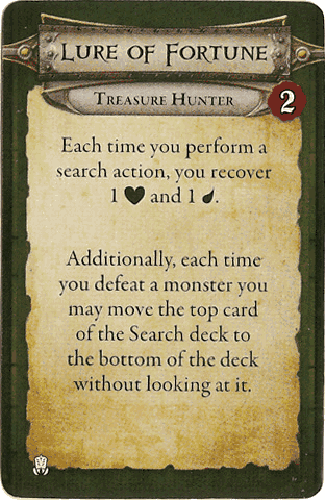 Lure of Fortune
Treasure Hunter
2
Each time you perform a
search action, you recover
1 and 1 .
Additionally, each time
you defeat a monster you
may move the top card
of the Search deck to
the bottom of the deck
without looking at it.